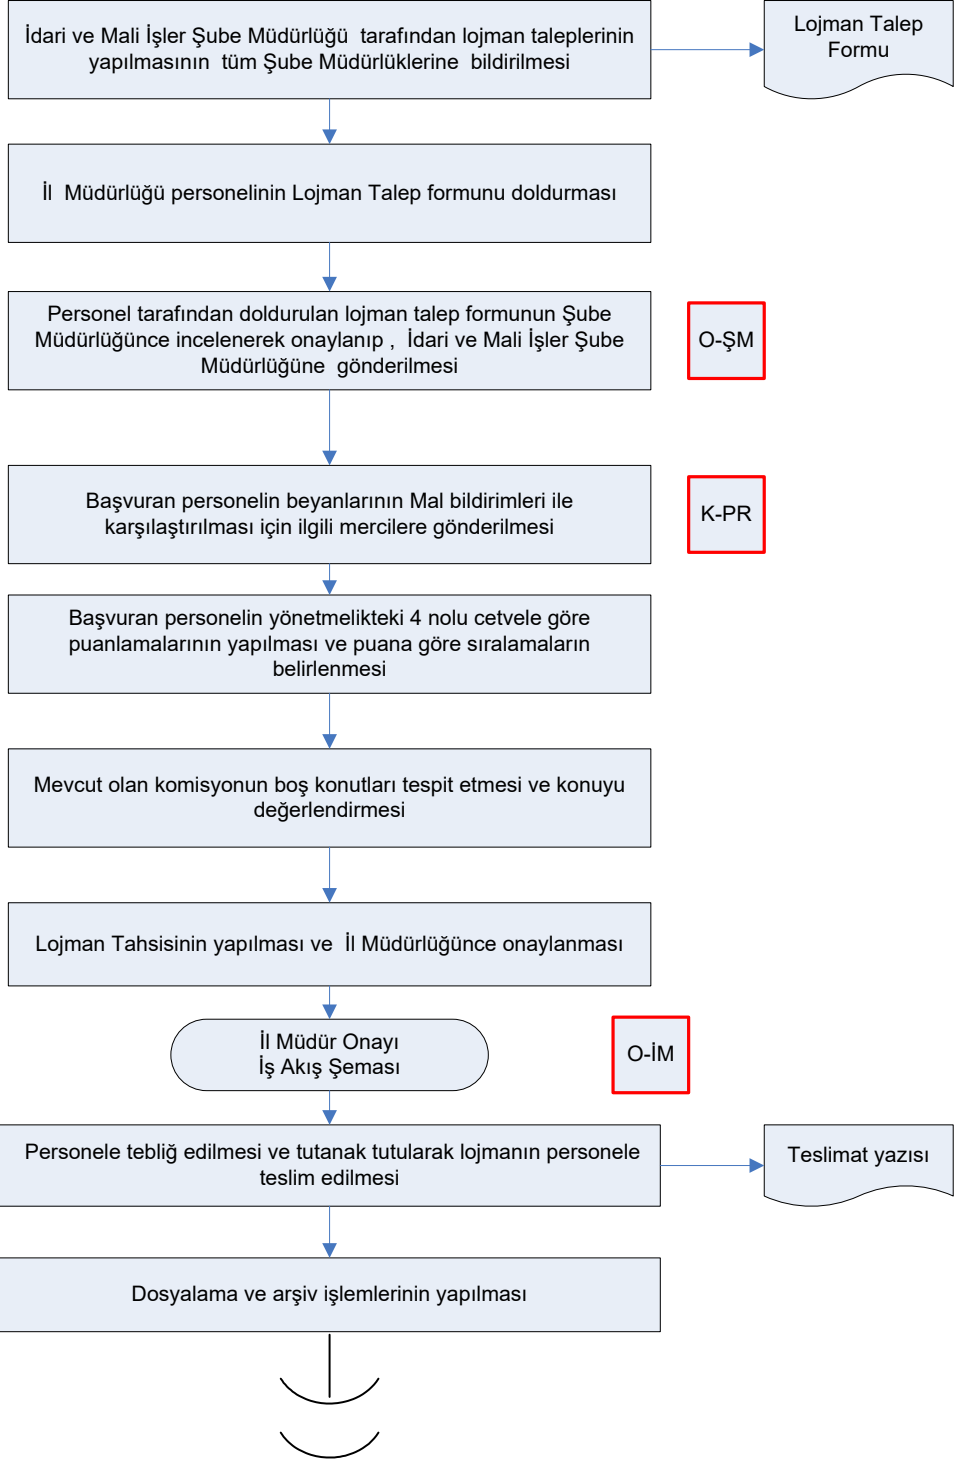 İdari ve Mali İşler Şube Müdürlüğü tarafından lojman taleplerinin
yapılmasının tüm Şube Müdürlüklerine bildirilmesi
Lojman Talep
Formu
İl Müdürlüğü personelinin Lojman Talep formunu doldurması
Personel tarafından doldurulan lojman talep formunun Şube
Müdürlüğünce incelenerek onaylanıp , İdari ve Mali İşler Şube
Müdürlüğüne gönderilmesi
O-ŞM
Başvuran personelin beyanlarının Mal bildirimleri ile
karşılaştırılması için ilgili mercilere gönderilmesi
K-PR
Başvuran personelin yönetmelikteki 4 nolu cetvele göre
puanlamalarının yapılması ve puana göre sıralamaların
belirlenmesi
Mevcut olan komisyonun boş konutları tespit etmesi ve konuyu
değerlendirmesi
Lojman Tahsisinin yapılması ve İl Müdürlüğünce onaylanması
İl Müdür Onayı
İş Akış Şeması
O-İM
Personele tebliğ edilmesi ve tutanak tutularak lojmanın personele
teslim edilmesi
Teslimat yazısı
Dosyalama ve arşiv işlemlerinin yapılması